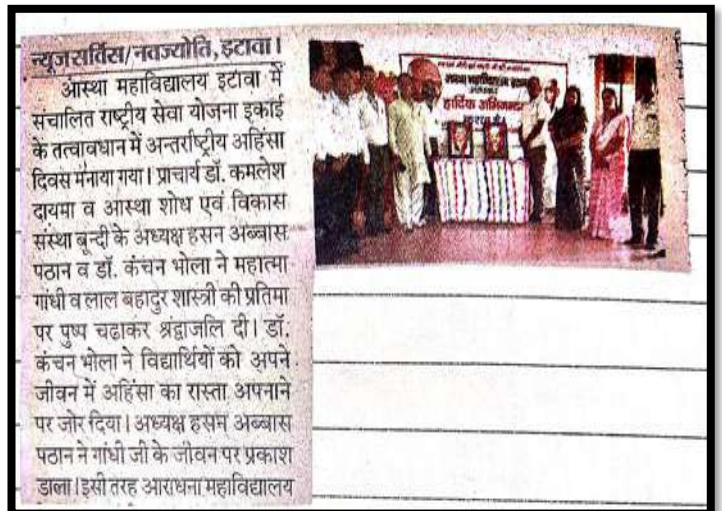 न्यूजसर्विस/नवज्योति,इटावा।
आस्था महाविद्यालय इटावा में
संचालित राष्ट्रीय सेवा योजना इकाई
के तत्वावधान में अन्तर्राष्ट्रीय अहिंसा
दिवस मनाया गया। प्राचार्य डॉ. कमलेश
दायमा व आस्था शोध एवं विकास
संस्था बून्दी के अध्यक्ष हसन अब्बास
पठान व डॉ. कंचन भोला ने महात्मा
गांधी व लाल बहादुर शास्त्री की प्रतिमा
पर पुष्प चढाकर श्रंद्वाजलि दी। डॉ.
कंचन भोला ने विद्यार्थियों को अपने
जीवन में अहिंसा का रास्ता अपनाने
पर जोर दिया। अध्यक्ष हसन अब्बास
पठान ने गांधी जी के जीवन पर प्रकाश
डाला।इसी तरह आराधना महाविद्यालय
हार्दिक अभिनन्दन